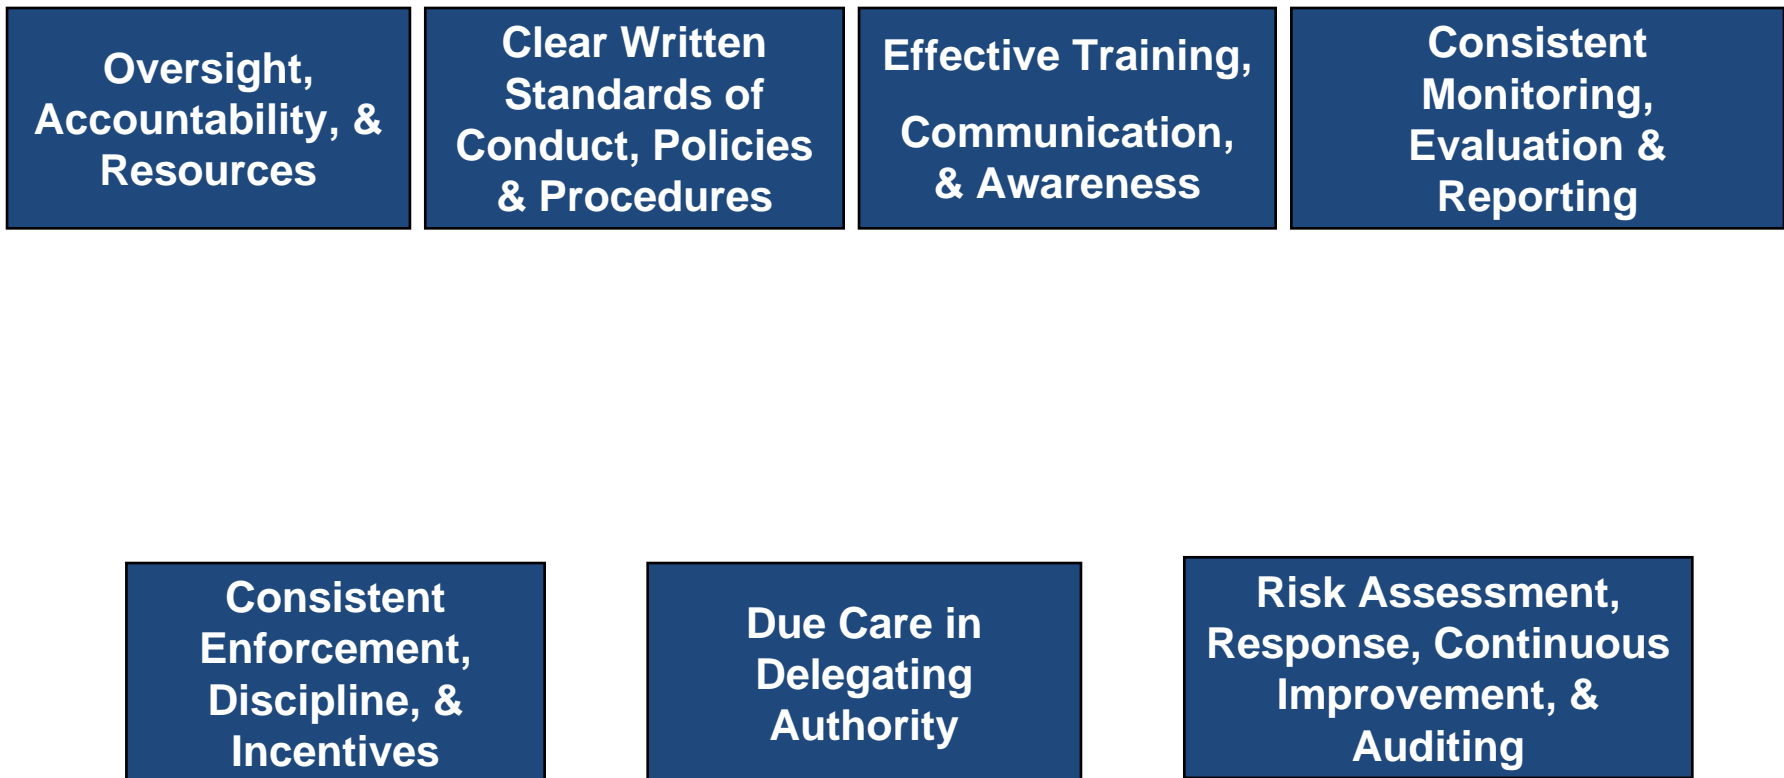 Oversight,
Accountability, &
Resources
Clear Written
Standards of
Conduct, Policies
& Procedures
Effective Training,
Communication,
& Awareness
Consistent
Monitoring,
Evaluation &
Reporting
Consistent
Enforcement,
Discipline, &
Incentives
Due Care in
Delegating
Authority
Risk Assessment,
Response, Continuous
Improvement, &
Auditing